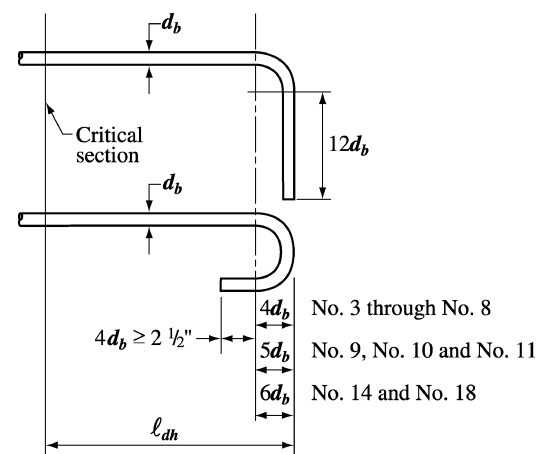 d_b
Critical
section
12d_b
d_b
4d_b No. 3 through No. 8
4d_b ≥ 2 ½"
5d_b No. 9, No. 10 and No. 11
6d_b No. 14 and No. 18
ℓ_dh